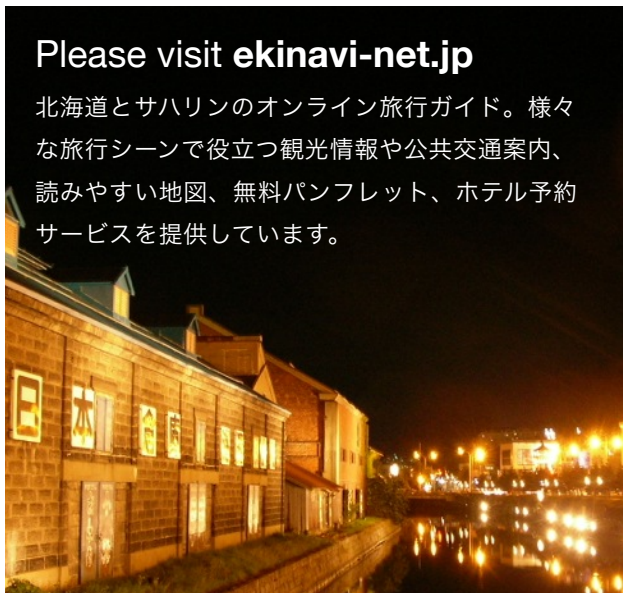 Please visit ekinavi-net.jp
北海道とサハリンのオンライン旅行ガイド。様々
な旅行シーンで役立つ観光情報や公共交通案内、
読みやすい地図、無料パンフレット、ホテル予約
サービスを提供しています。
日本